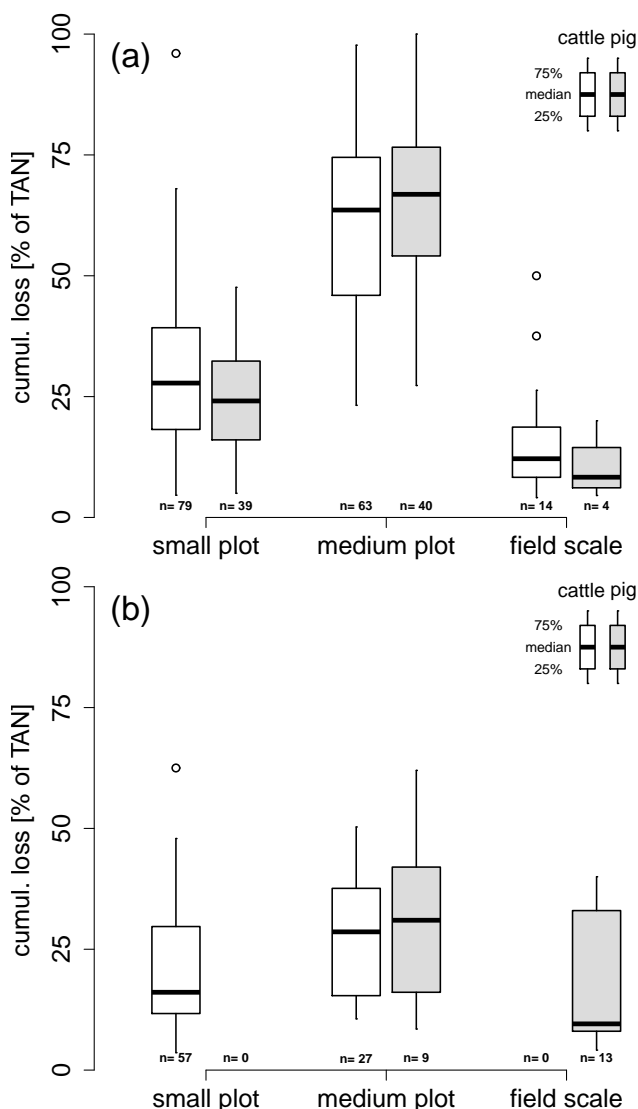 (a)
cattle pig
75%
median
25%
cumul. loss [% of TAN]
100
75
50
25
0
n= 79 n= 39 n= 63 n= 40 n= 14 n= 4
small plot medium plot field scale
(b)
cattle pig
75%
median
25%
cumul. loss [% of TAN]
100
75
50
25
0
n= 57 n= 0 n= 27 n= 9 n= 0 n= 13
small plot medium plot field scale